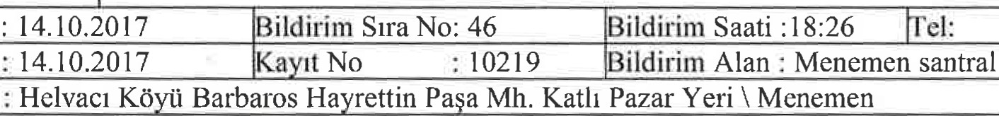 : 14.10.2017 Bildirim Sıra No: 46 Bildirim Saati :18:26 Tel:
: 14.10.2017 Kayıt No : 10219 Bildirim Alan : Menemen santral
: Helvacı Köyü Barbaros Hayrettin Paşa Mh. Katlı Pazar Yeri \ Menemen